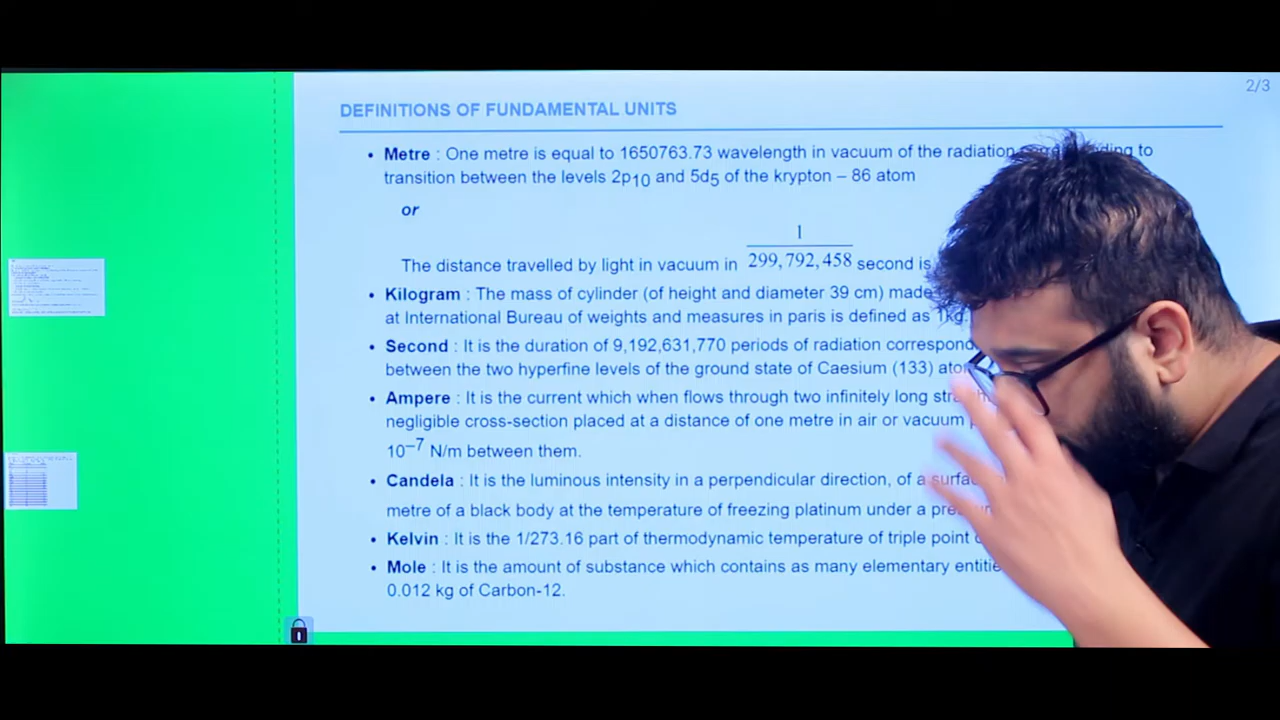 2/3
DEFINITIONS OF FUNDAMENTAL UNITS
• Metre : One metre is equal to 1650763.73 wavelength in vacuum of the radiation to
transition between the levels 2p10 and 5d5 of the krypton – 86 atom
or
The distance travelled by light in vacuum in 1/299,792,458 second is
• Kilogram : The mass of cylinder (of height and diameter 39 cm) made
at International Bureau of weights and measures in paris is defined as 1kg.
• Second : It is the duration of 9,192,631,770 periods of radiation
between the two hyperfine levels of the ground state of Caesium (133)
• Ampere : It is the current which when flows through two infinitely long
negligible cross-section placed at a distance of one metre in air or vacuum
10–7 N/m between them.
• Candela : It is the luminous intensity in a perpendicular direction, of a
metre of a black body at the temperature of freezing platinum under a
• Kelvin : It is the 1/273.16 part of thermodynamic temperature of triple point
• Mole : It is the amount of substance which contains as many elementary
0.012 kg of Carbon-12.